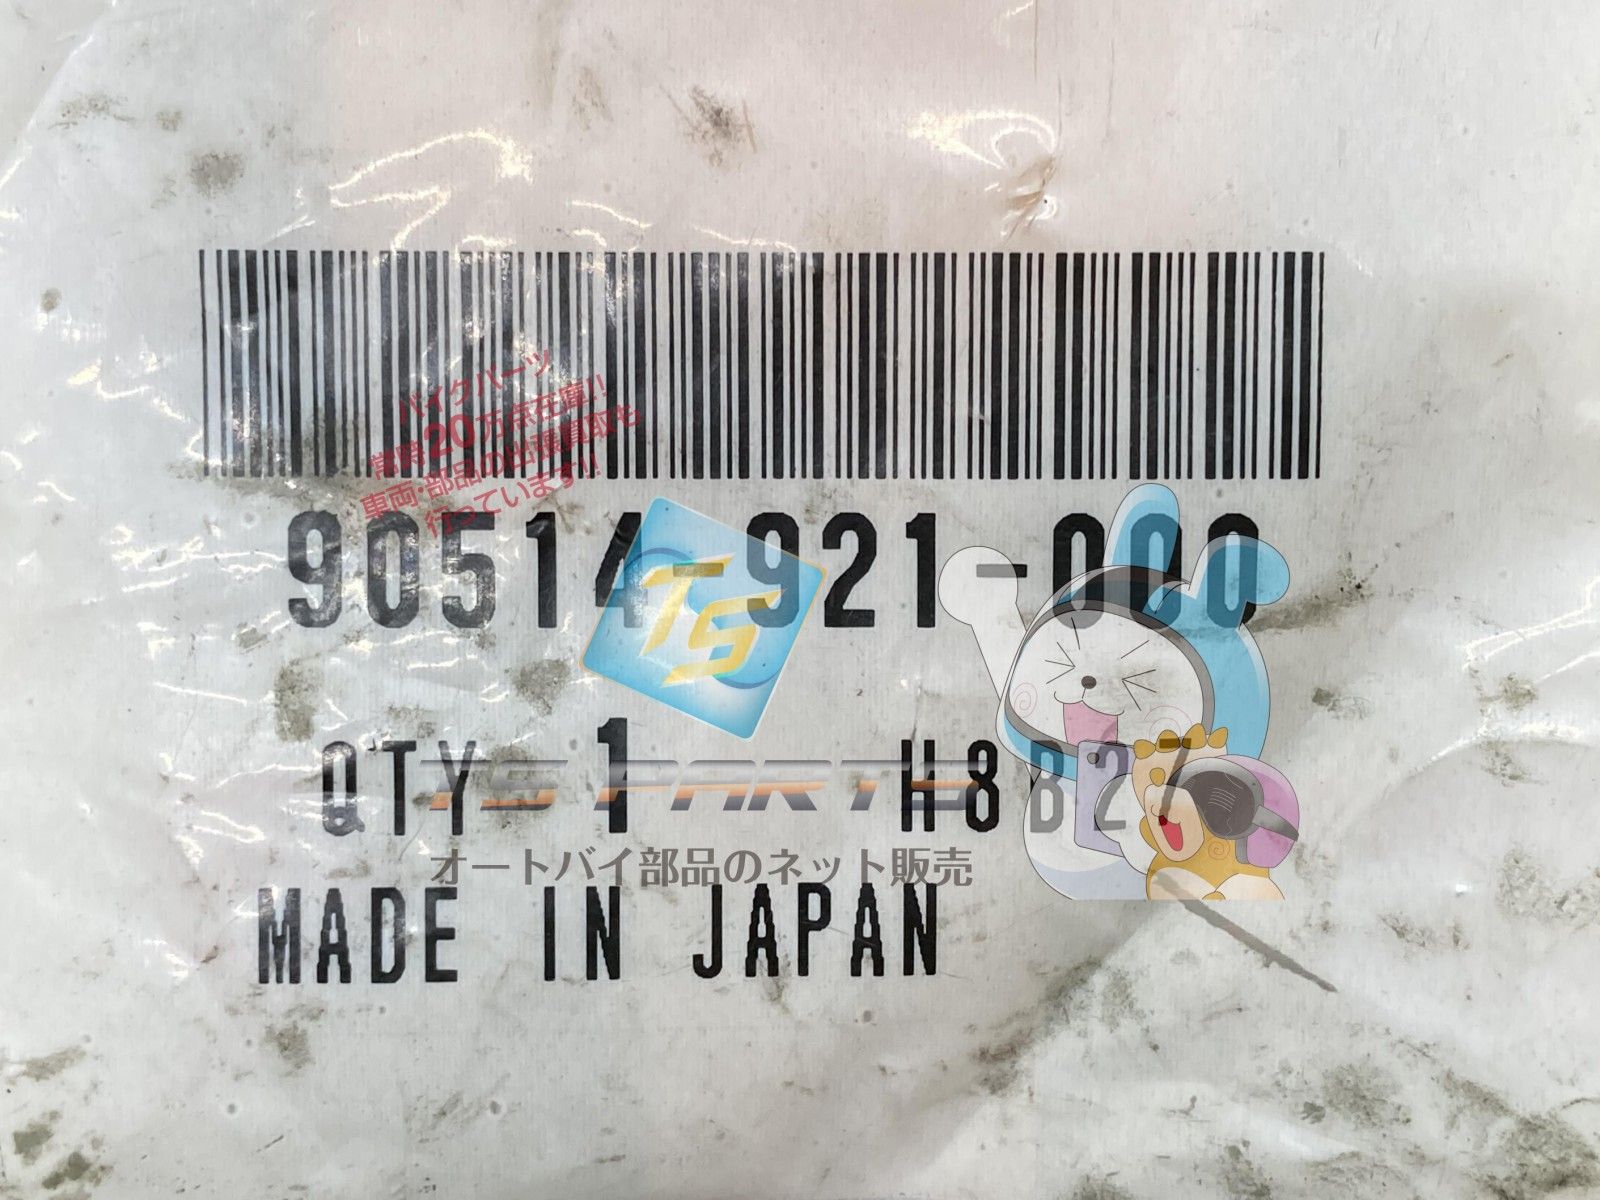 バイクパーツ
常時20万点在庫!!
車両・部品の出張買取も
行っています!!
90514-921-000
TS
QTY 1 H8B27
TS PARTS
オートバイ部品のネット販売
MADE IN JAPAN